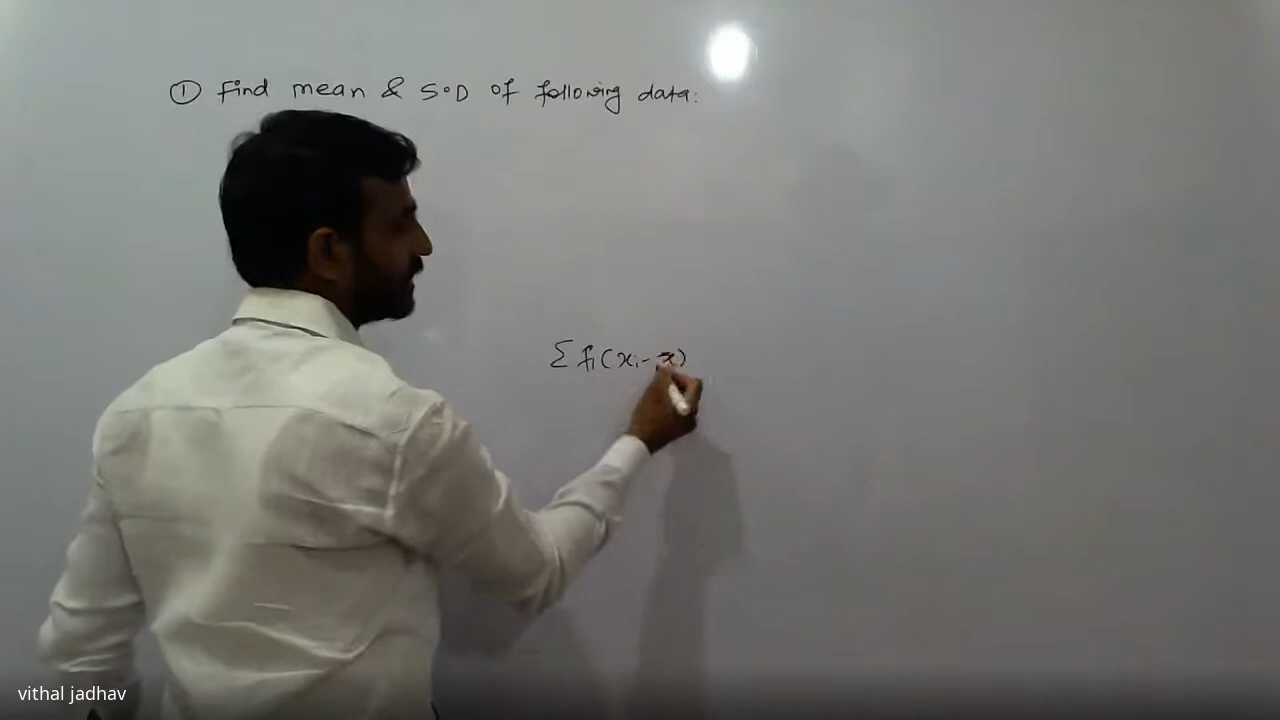 ① Find mean & S.D of following data:
Σ fi(xi-x)
vithal jadhav